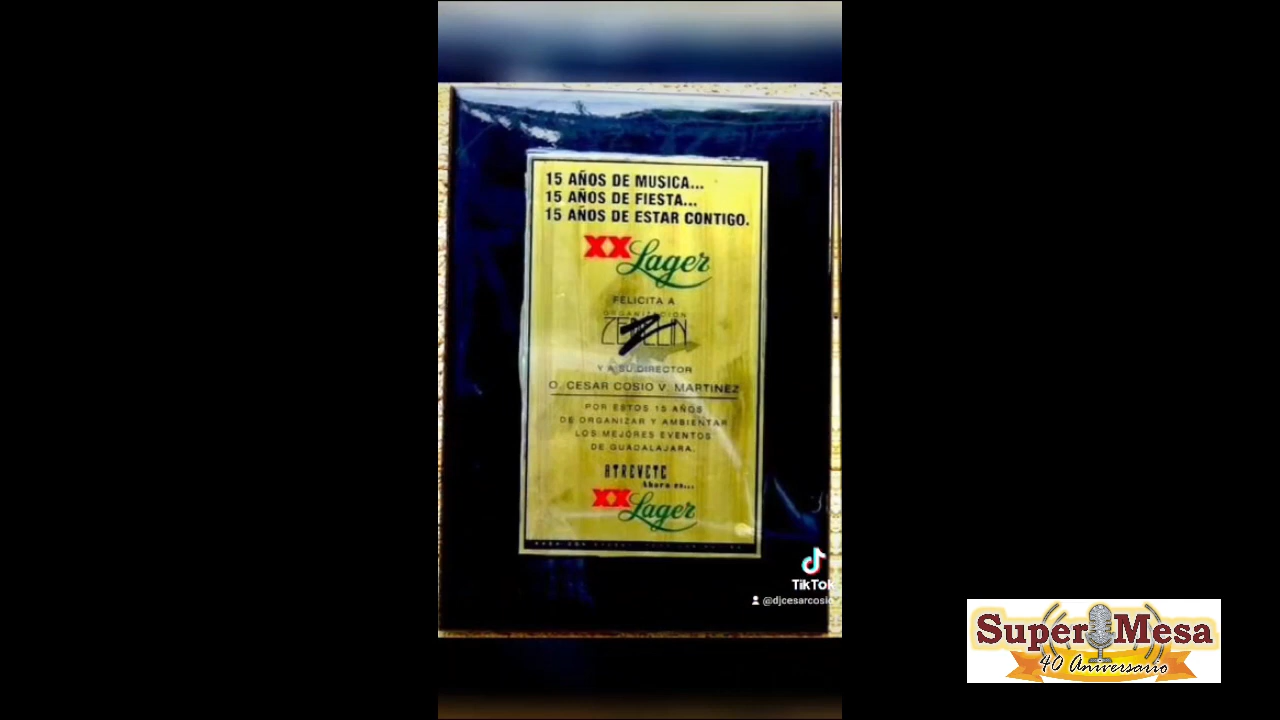 15 AÑOS DE MUSICA...
15 AÑOS DE FIESTA...
15 AÑOS DE ESTAR CONTIGO.
XX Lager
FELICITA A
ORGANIZACION
ZEPELIN
Y A SU DIRECTOR
O. CESAR COSIO V. MARTINEZ
POR ESTOS 15 AÑOS
DE ORGANIZAR Y AMBIENTAR
LOS MEJORES EVENTOS
DE GUADALAJARA.
ATREVETE
Ahora es...
XX Lager
TikTok
@djcesarcosio
Super Mesa
40 Aniversario